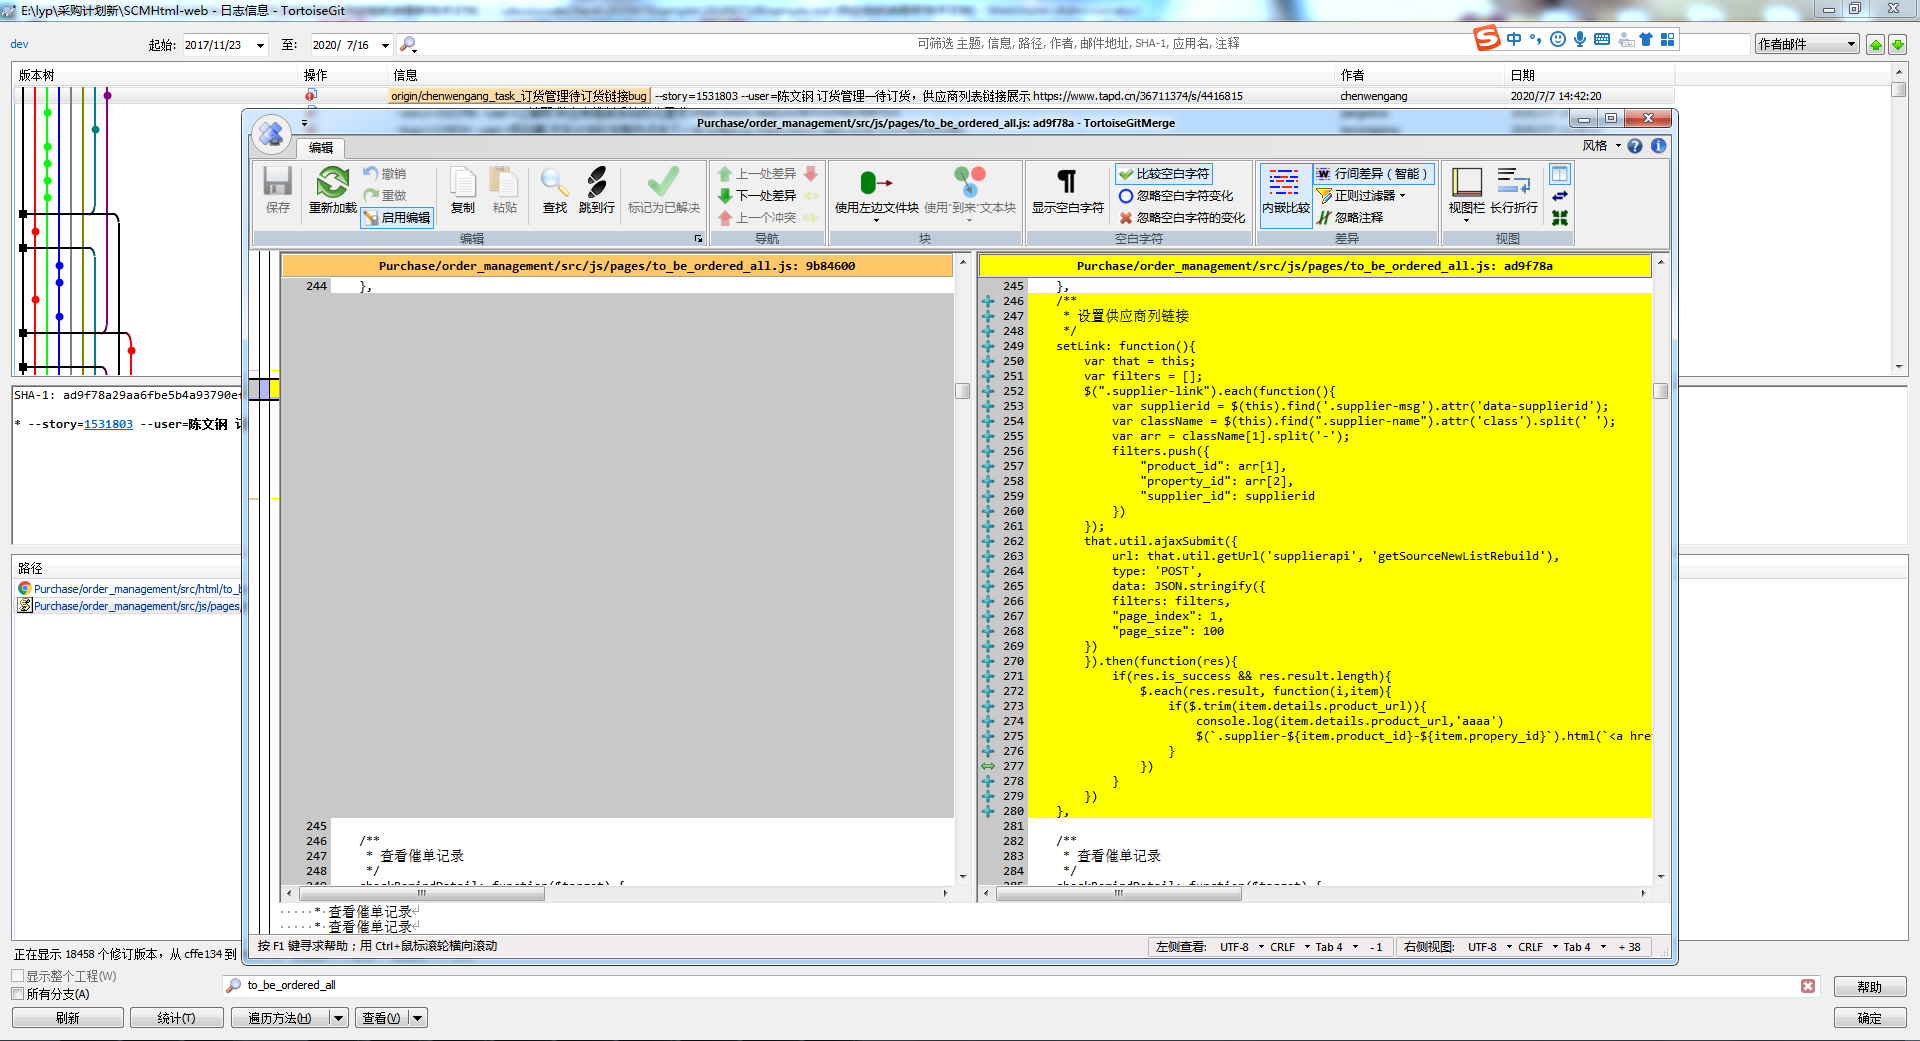 E:\lyp\采购计划新\SCMHtml-web - 日志信息 - TortoiseGit
dev
起始: 2017/11/23 至: 2020/ 7/16
可筛选 主题, 信息, 路径, 作者, 邮件地址, SHA-1, 应用名, 注释
中
作者邮件
版本树 操作 信息 作者 日期
origin/chenwengang_task_订货管理待订货链接bug --story=1531803 --user=陈文钢 订货管理—待订货，供应商列表链接展示 https://www.tapd.cn/36711374/s/4416815 chenwengang 2020/7/7 14:42:20
Purchase/order_management/src/js/pages/to_be_ordered_all.js: ad9f78a - TortoiseGitMerge
编辑
风格
保存
重新加载
撤销
重做
启用编辑
复制
粘贴
查找
跳到行
标记为已解决
编辑
上一处差异
下一处差异
上一个冲突
导航
使用左边文件块
使用"到来"文本块
块
显示空白字符
比较空白字符
忽略空白字符变化
忽略空白字符的变化
空白字符
内嵌比较
行间差异（智能）
正则过滤器
忽略注释
差异
视图栏
长行折行
视图
Purchase/order_management/src/js/pages/to_be_ordered_all.js: 9b84600
244 },
245
246 /**
247 * 查看催单记录
248 */
Purchase/order_management/src/js/pages/to_be_ordered_all.js: ad9f78a
245 },
246 /**
247 * 设置供应商列链接
248 */
249 setLink: function(){
250 var that = this;
251 var filters = [];
252 $(".supplier-link").each(function(){
253 var supplierid = $(this).find('.supplier-msg').attr('data-supplierid');
254 var className = $(this).find(".supplier-name").attr('class').split(' ');
255 var arr = className[1].split('-');
256 filters.push({
257 "product_id": arr[1],
258 "property_id": arr[2],
259 "supplier_id": supplierid
260 })
261 });
262 that.util.ajaxSubmit({
263 url: that.util.getUrl('supplierapi', 'getSourceNewListRebuild'),
264 type: 'POST',
265 data: JSON.stringify({
266 filters: filters,
267 "page_index": 1,
268 "page_size": 100
269 })
270 }).then(function(res){
271 if(res.is_success && res.result.length){
272 $.each(res.result, function(i,item){
273 if($.trim(item.details.product_url)){
274 console.log(item.details.product_url,'aaaa')
275 $(`.supplier-${item.product_id}-${item.propery_id}`).html(`<a hre
276 }
277 })
278 }
279 })
280 },
281
282 /**
283 * 查看催单记录
284 */
·····*·查看催单记录
·····*·查看催单记录
按 F1 键寻求帮助；用 Ctrl+鼠标滚轮横向滚动
左侧查看: UTF-8 CRLF Tab 4 - 1
右侧视图: UTF-8 CRLF Tab 4 + 38
SHA-1: ad9f78a29aa6fbe5b4a93790e
* --story=1531803 --user=陈文钢
路径
Purchase/order_management/src/html/to_b
Purchase/order_management/src/js/pages,
正在显示 18458 个修订版本，从 cffe134 到
显示整个工程(W)
所有分支(A)
to_be_ordered_all
帮助
刷新 统计(T) 遍历方法(H) 查看(V)
确定